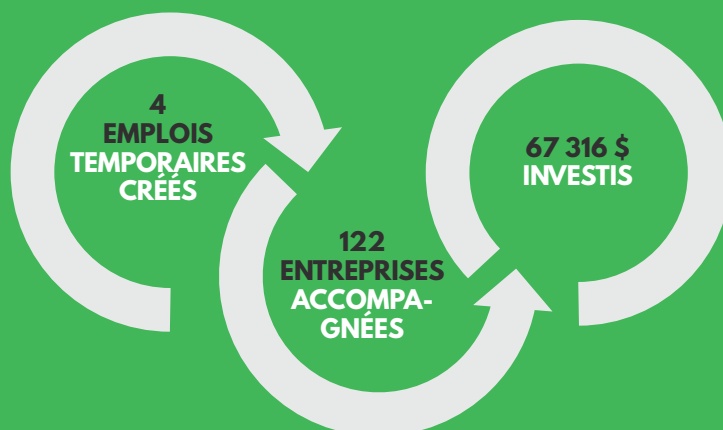 4
EMPLOIS
TEMPORAIRES
CRÉÉS
122
ENTREPRISES
ACCOMPA-
GNÉES
67 316 $
INVESTIS